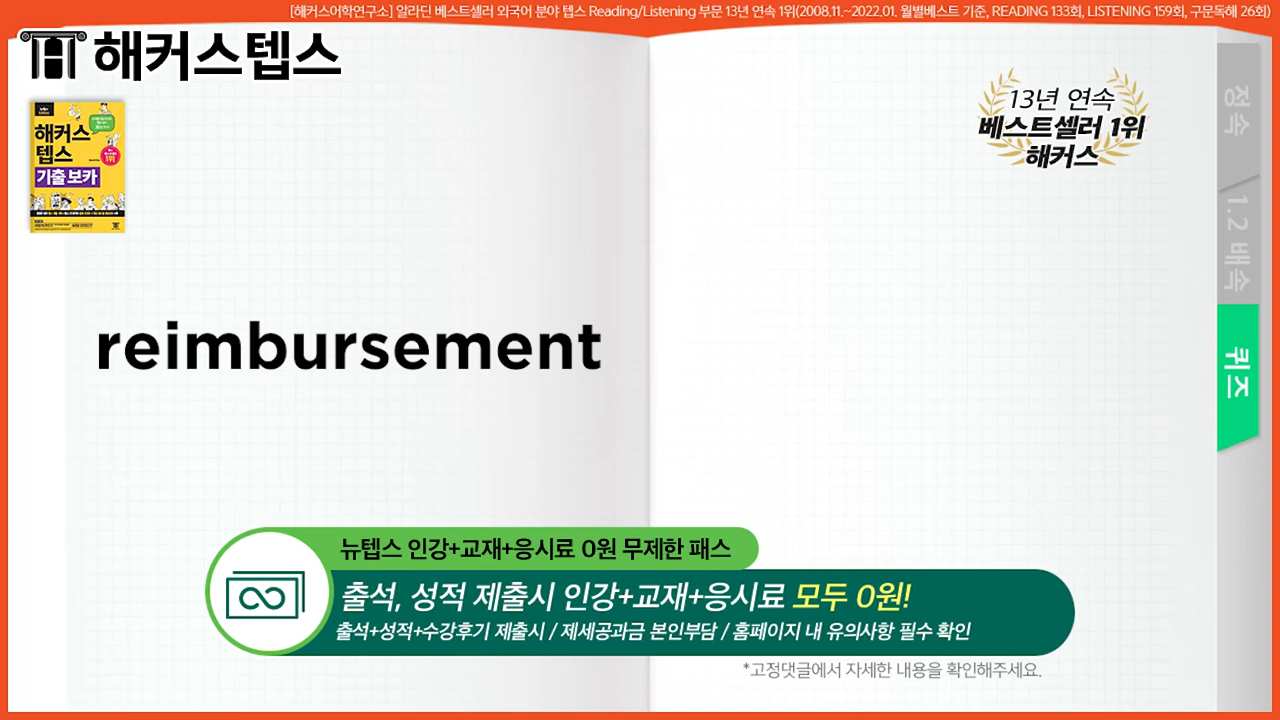 [해커스어학연구소] 알라딘 베스트셀러 외국어 분야 텝스 Reading/Listening 부문 13년 연속 1위(2008.11.~2022.01. 월별베스트 기준, READING 133회, LISTENING 159회, 구문독해 26회)
해커스텝스
해커스
텝스
기출 보카
13년 연속
베스트셀러 1위
해커스
정속
1.2 배속
퀴즈
reimbursement
뉴텝스 인강+교재+응시료 0원 무제한 패스
출석, 성적 제출시 인강+교재+응시료 모두 0원!
출석+성적+수강후기 제출시 / 제세공과금 본인부담 / 홈페이지 내 유의사항 필수 확인
*고정댓글에서 자세한 내용을 확인해주세요.